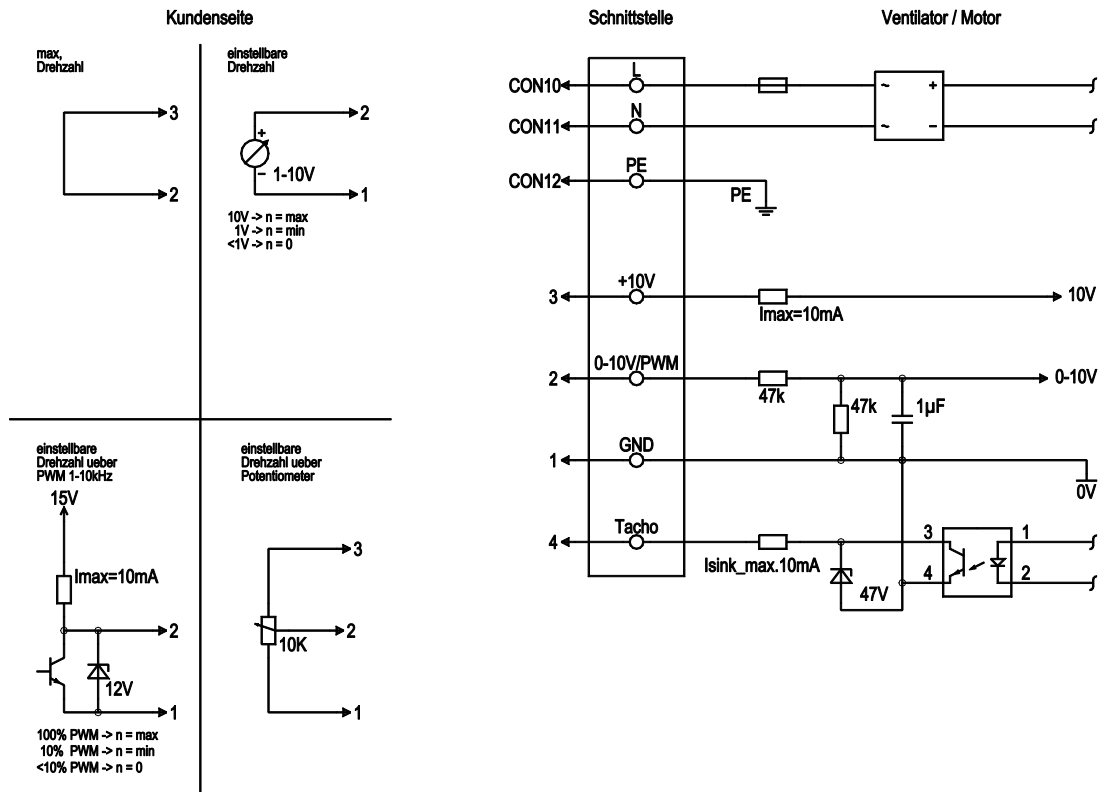 Kundenseite
Schnittstelle
Ventilator / Motor
max,
Drehzahl
3
2
einstellbare
Drehzahl
2
+
−
1-10V
1
10V -> n = max
1V -> n = min
<1V -> n = 0
einstellbare
Drehzahl ueber
PWM 1-10kHz
15V
Imax=10mA
2
12V
1
100% PWM -> n = max
10% PWM -> n = min
<10% PWM -> n = 0
einstellbare
Drehzahl ueber
Potentiometer
3
2
10K
1
L
CON10
~ +
N
CON11
~ −
PE
CON12
PE
+10V
3
10V
Imax=10mA
0-10V/PWM
2
0-10V
47k
47k
1µF
GND
1
0V
Tacho
4
3
1
Isink_max.10mA
4
2
47V